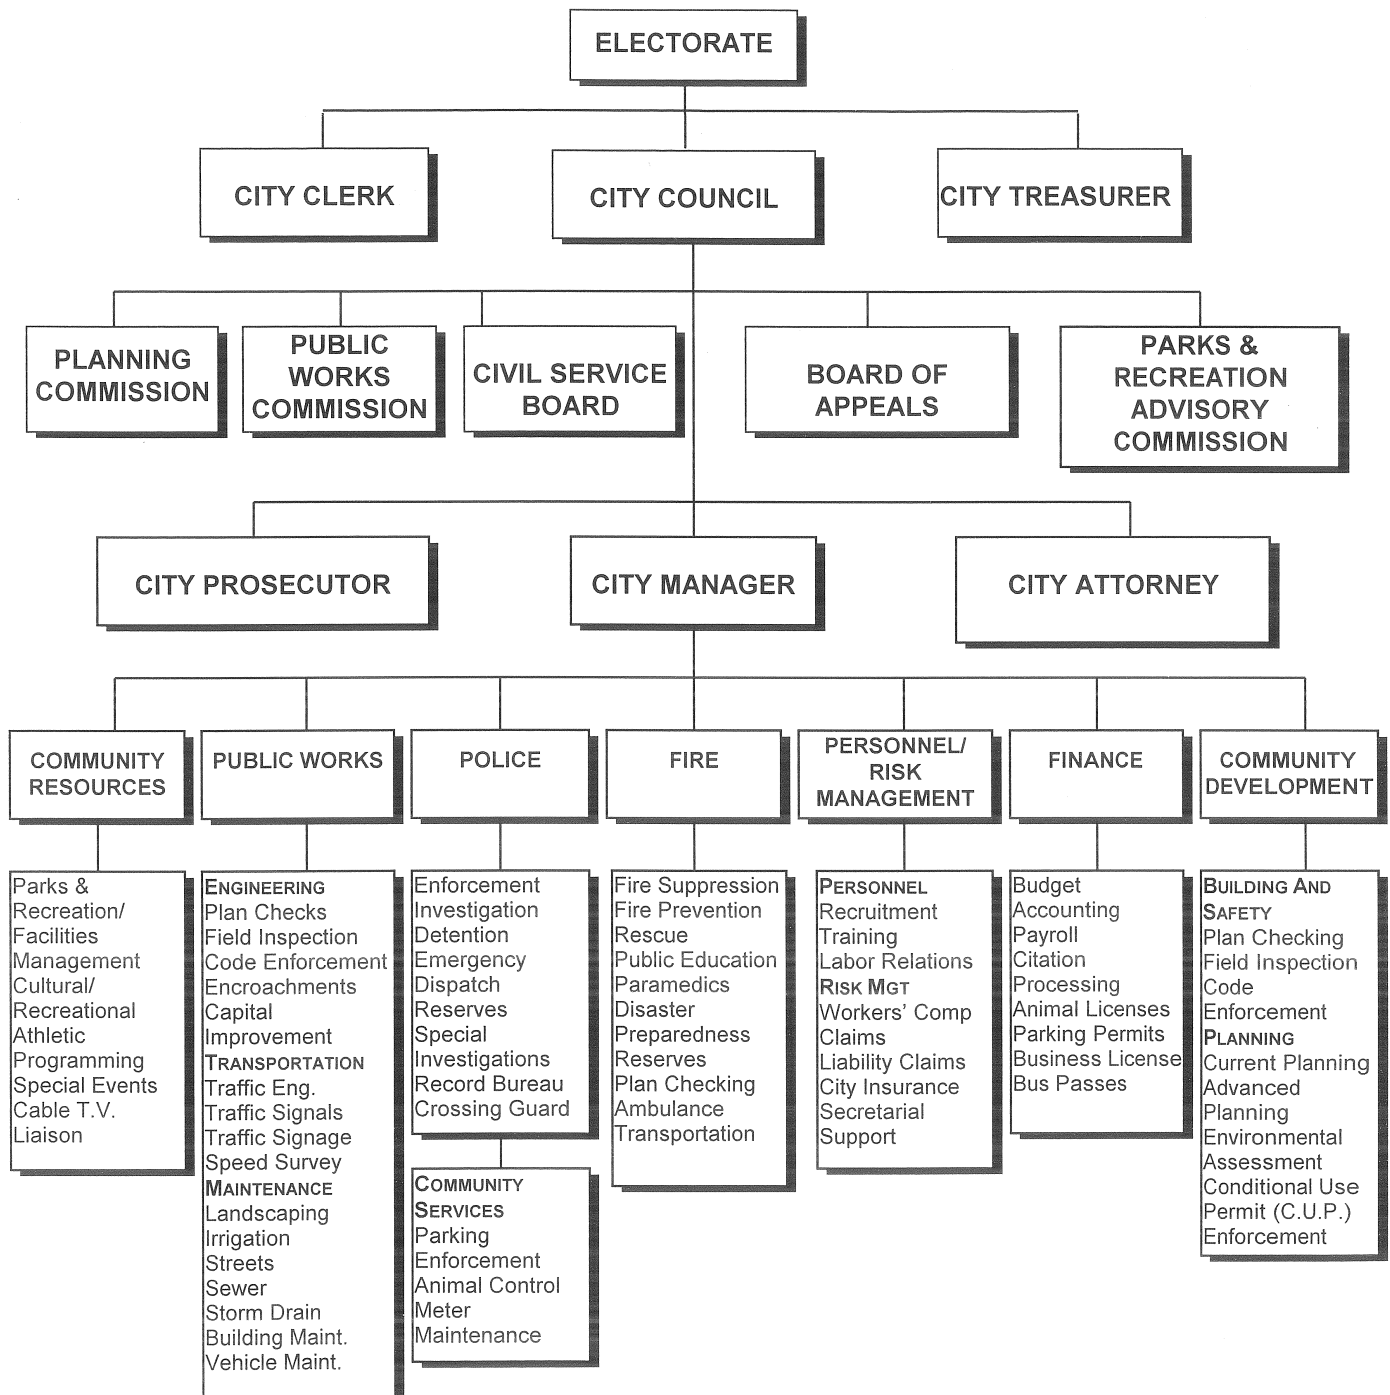 ELECTORATE
CITY CLERK
CITY COUNCIL
CITY TREASURER
PLANNING
COMMISSION
PUBLIC
WORKS
COMMISSION
CIVIL SERVICE
BOARD
BOARD OF
APPEALS
PARKS &
RECREATION
ADVISORY
COMMISSION
CITY PROSECUTOR
CITY MANAGER
CITY ATTORNEY
COMMUNITY
RESOURCES
PUBLIC WORKS
POLICE
FIRE
PERSONNEL/
RISK
MANAGEMENT
FINANCE
COMMUNITY
DEVELOPMENT
Parks &
Recreation/
Facilities
Management
Cultural/
Recreational
Athletic
Programming
Special Events
Cable T.V.
Liaison
ENGINEERING
Plan Checks
Field Inspection
Code Enforcement
Encroachments
Capital
Improvement
TRANSPORTATION
Traffic Eng.
Traffic Signals
Traffic Signage
Speed Survey
MAINTENANCE
Landscaping
Irrigation
Streets
Sewer
Storm Drain
Building Maint.
Vehicle Maint.
Enforcement
Investigation
Detention
Emergency
Dispatch
Reserves
Special
Investigations
Record Bureau
Crossing Guard
COMMUNITY
SERVICES
Parking
Enforcement
Animal Control
Meter
Maintenance
Fire Suppression
Fire Prevention
Rescue
Public Education
Paramedics
Disaster
Preparedness
Reserves
Plan Checking
Ambulance
Transportation
PERSONNEL
Recruitment
Training
Labor Relations
RISK MGT
Workers' Comp
Claims
Liability Claims
City Insurance
Secretarial
Support
Budget
Accounting
Payroll
Citation
Processing
Animal Licenses
Parking Permits
Business License
Bus Passes
BUILDING AND
SAFETY
Plan Checking
Field Inspection
Code
Enforcement
PLANNING
Current Planning
Advanced
Planning
Environmental
Assessment
Conditional Use
Permit (C.U.P.)
Enforcement